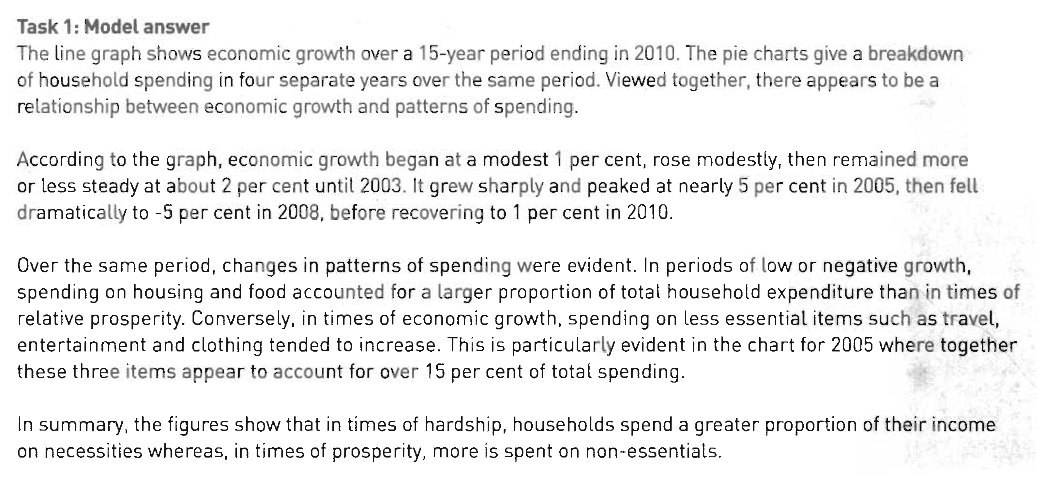 Task 1: Model answer
The line graph shows economic growth over a 15-year period ending in 2010. The pie charts give a breakdown
of household spending in four separate years over the same period. Viewed together, there appears to be a
relationship between economic growth and patterns of spending.
According to the graph, economic growth began at a modest 1 per cent, rose modestly, then remained more
or less steady at about 2 per cent until 2003. It grew sharply and peaked at nearly 5 per cent in 2005, then fell
dramatically to -5 per cent in 2008, before recovering to 1 per cent in 2010.
Over the same period, changes in patterns of spending were evident. In periods of low or negative growth,
spending on housing and food accounted for a larger proportion of total household expenditure than in times of
relative prosperity. Conversely, in times of economic growth, spending on less essential items such as travel,
entertainment and clothing tended to increase. This is particularly evident in the chart for 2005 where together
these three items appear to account for over 15 per cent of total spending.
In summary, the figures show that in times of hardship, households spend a greater proportion of their income
on necessities whereas, in times of prosperity, more is spent on non-essentials.